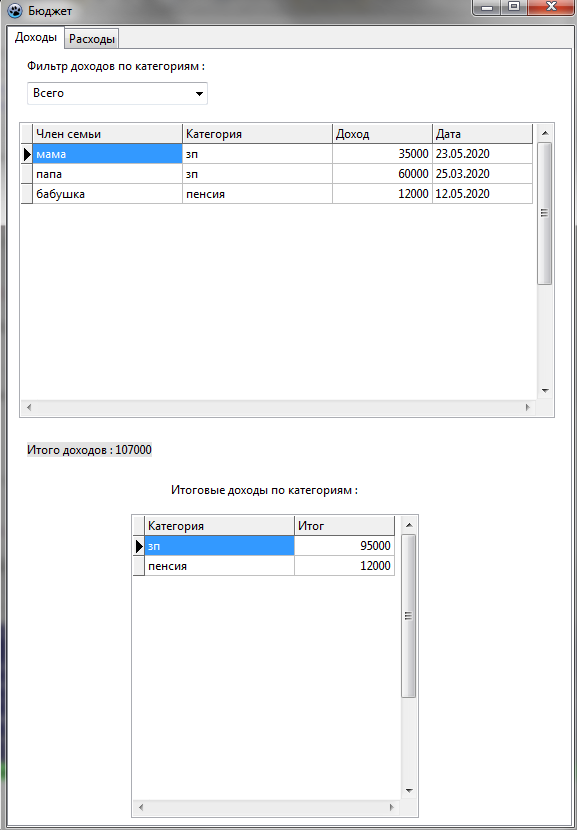 Бюджет
Доходы Расходы
Фильтр доходов по категориям :
Всего
Член семьи Категория Доход Дата
мама зп 35000 23.05.2020
папа зп 60000 25.03.2020
бабушка пенсия 12000 12.05.2020
Итого доходов : 107000
Итоговые доходы по категориям :
Категория Итог
зп 95000
пенсия 12000